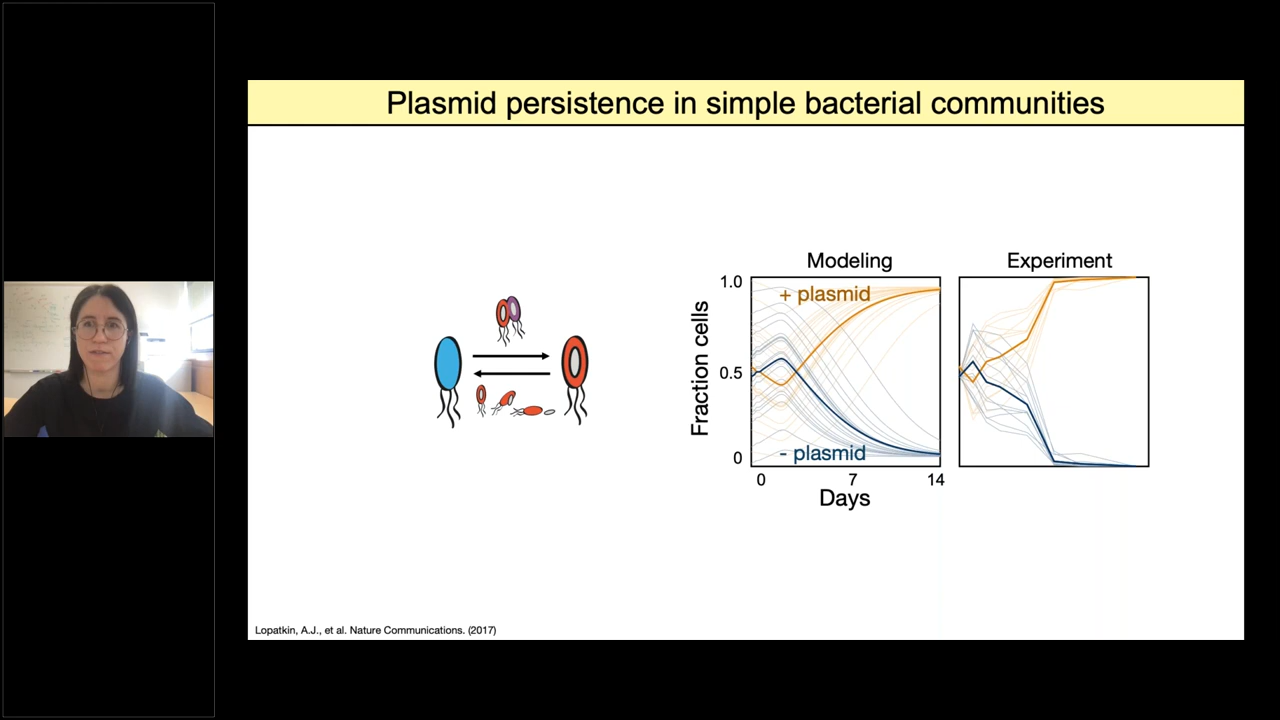 Plasmid persistence in simple bacterial communities
Modeling
Experiment
Fraction cells
1.0
0.5
0
+ plasmid
- plasmid
0
7
14
Days
Lopatkin, A.J., et al. Nature Communications. (2017)